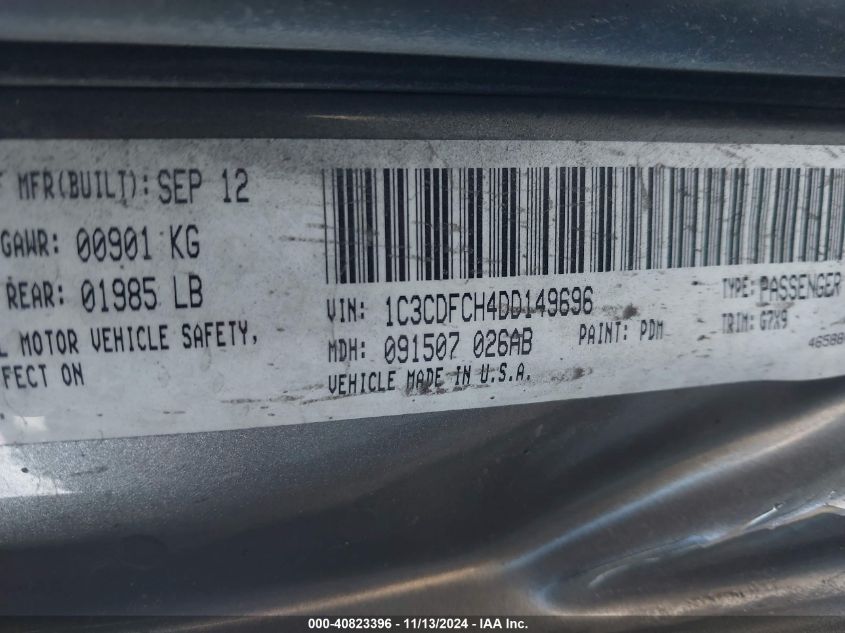 MFR(BUILT): SEP 12
GAWR: 00901 KG
REAR: 01985 LB
MOTOR VEHICLE SAFETY,
FECT ON
VIN: 1C3CDFCH4DD149696
TYPE: PASSENGER
MDH: 091507 026AB
PAINT: PDM
TRIM: G7X9
VEHICLE MADE IN U.S.A.
000-40823396 - 11/13/2024 - IAA Inc.